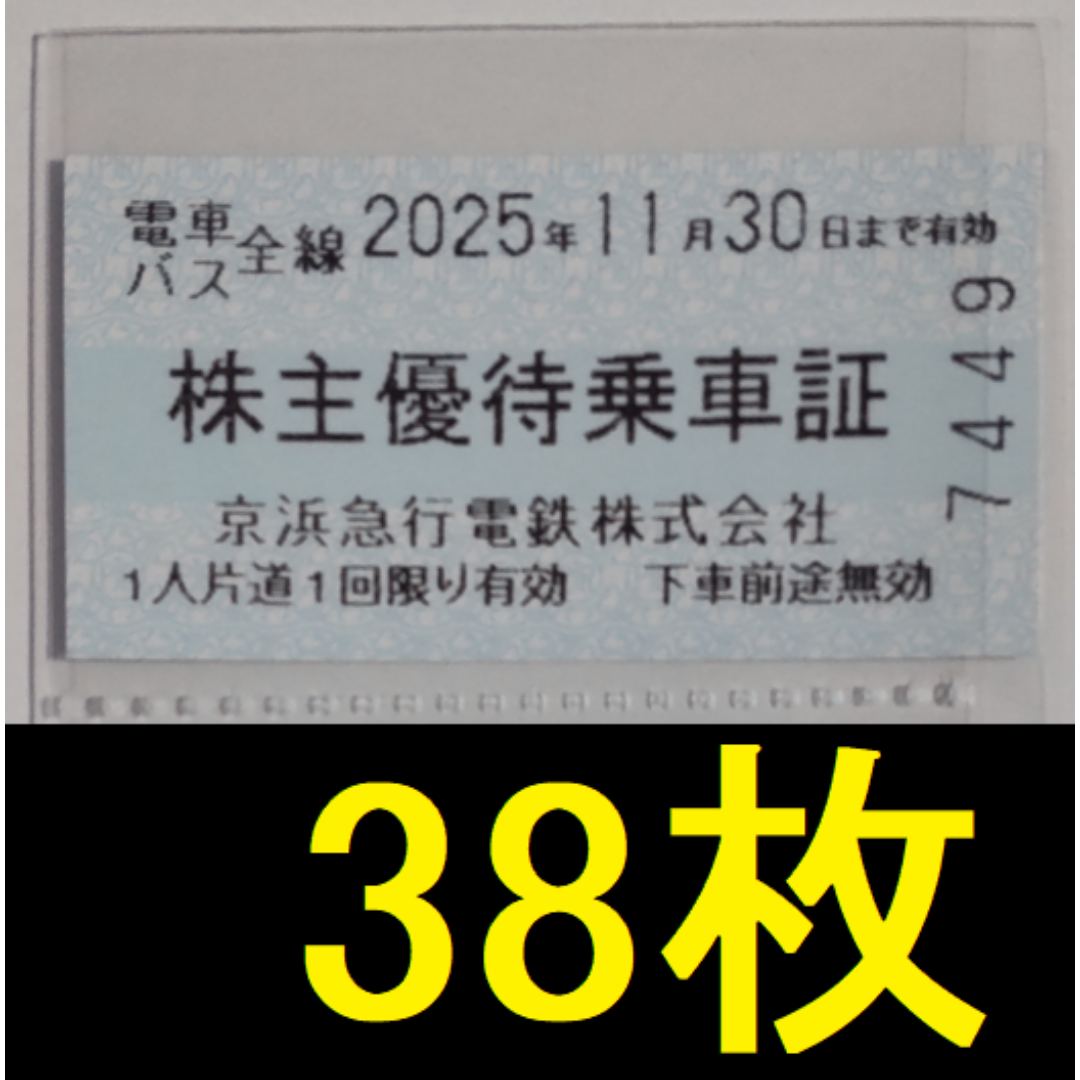 電車バス全線 2025年11月30日まで有効
株主優待乗車証
京浜急行電鉄株式会社
1人片道1回限り有効 下車前途無効
7449
38枚